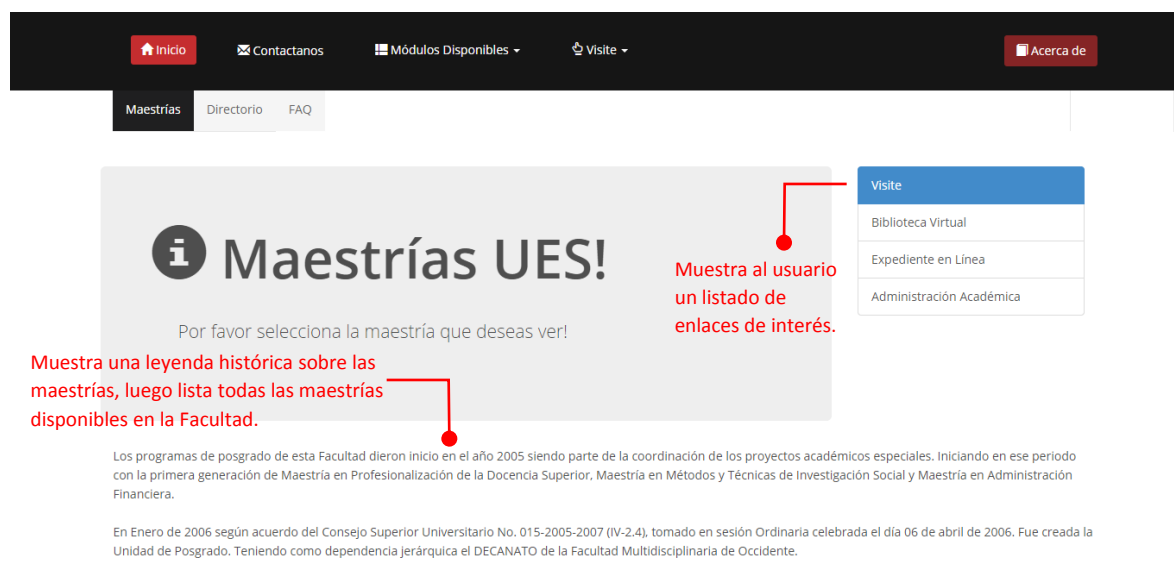 Inicio
Contactanos
Módulos Disponibles
Visite
Acerca de
Maestrías
Directorio
FAQ
Maestrías UES!
Por favor selecciona la maestría que deseas ver!
Visite
Biblioteca Virtual
Expediente en Línea
Administración Académica
Muestra al usuario
un listado de
enlaces de interés.
Muestra una leyenda histórica sobre las
maestrías, luego lista todas las maestrías
disponibles en la Facultad.
Los programas de posgrado de esta Facultad dieron inicio en el año 2005 siendo parte de la coordinación de los proyectos académicos especiales. Iniciando en ese periodo
con la primera generación de Maestría en Profesionalización de la Docencia Superior, Maestría en Métodos y Técnicas de Investigación Social y Maestría en Administración
Financiera.
En Enero de 2006 según acuerdo del Consejo Superior Universitario No. 015-2005-2007 (IV-2.4), tomado en sesión Ordinaria celebrada el día 06 de abril de 2006. Fue creada la
Unidad de Posgrado. Teniendo como dependencia jerárquica el DECANATO de la Facultad Multidisciplinaria de Occidente.